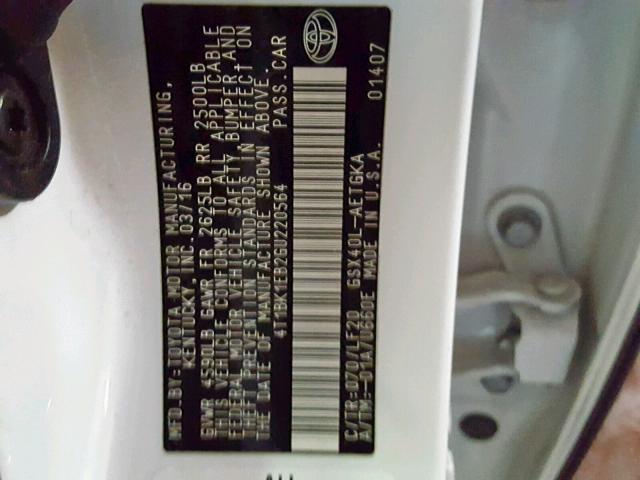 MFD. BY: TOYOTA MOTOR MANUFACTURING,
KENTUCKY, INC. 03/16
GVWR 4590LB GAWR FR 2625LB RR 2500LB
THIS VEHICLE CONFORMS TO ALL APPLICABLE
FEDERAL MOTOR VEHICLE SAFETY, BUMPER AND
THEFT PREVENTION STANDARDS IN EFFECT ON
THE DATE OF MANUFACTURE SHOWN ABOVE.
4T1BK1EB2GU220564 PASS.CAR
C/TR:070/LF20 GSX40L-AETGKA 01407
A/TM:-01A/U660E MADE IN U.S.A.